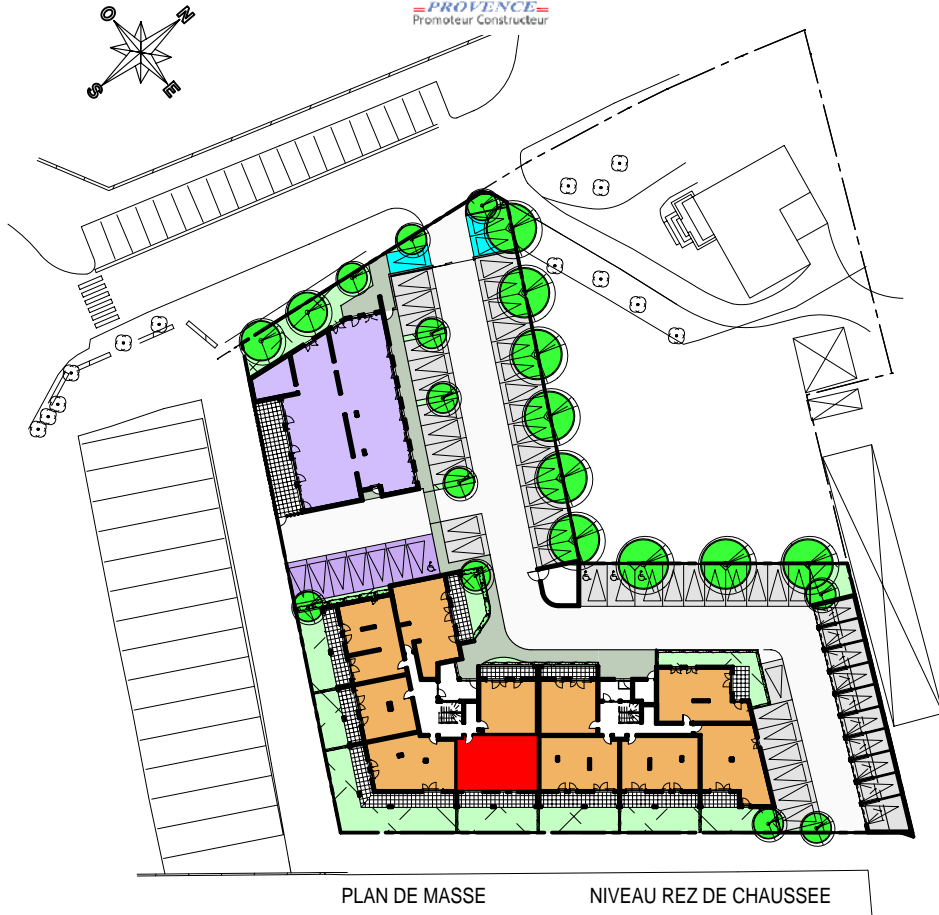 PROVENCE
Promoteur Constructeur
O N
S E
PLAN DE MASSE NIVEAU REZ DE CHAUSSEE